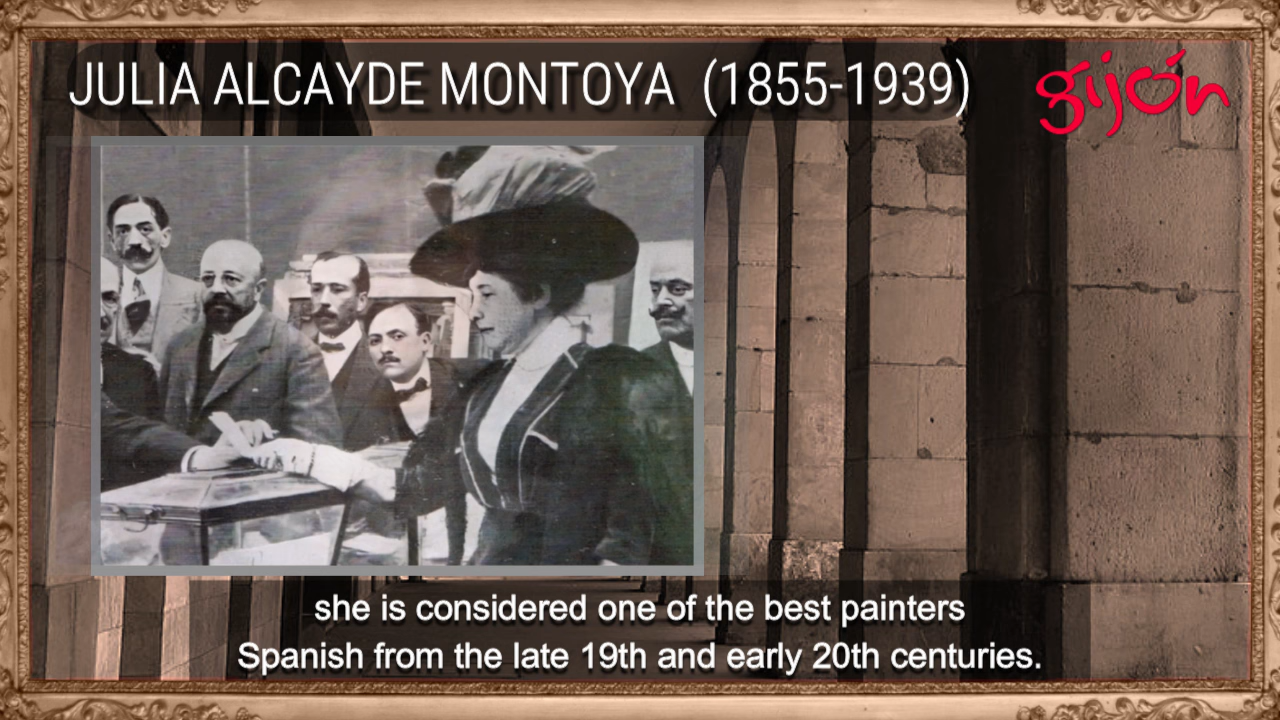 JULIA ALCAYDE MONTOYA (1855-1939)
gijón
she is considered one of the best painters
Spanish from the late 19th and early 20th centuries.